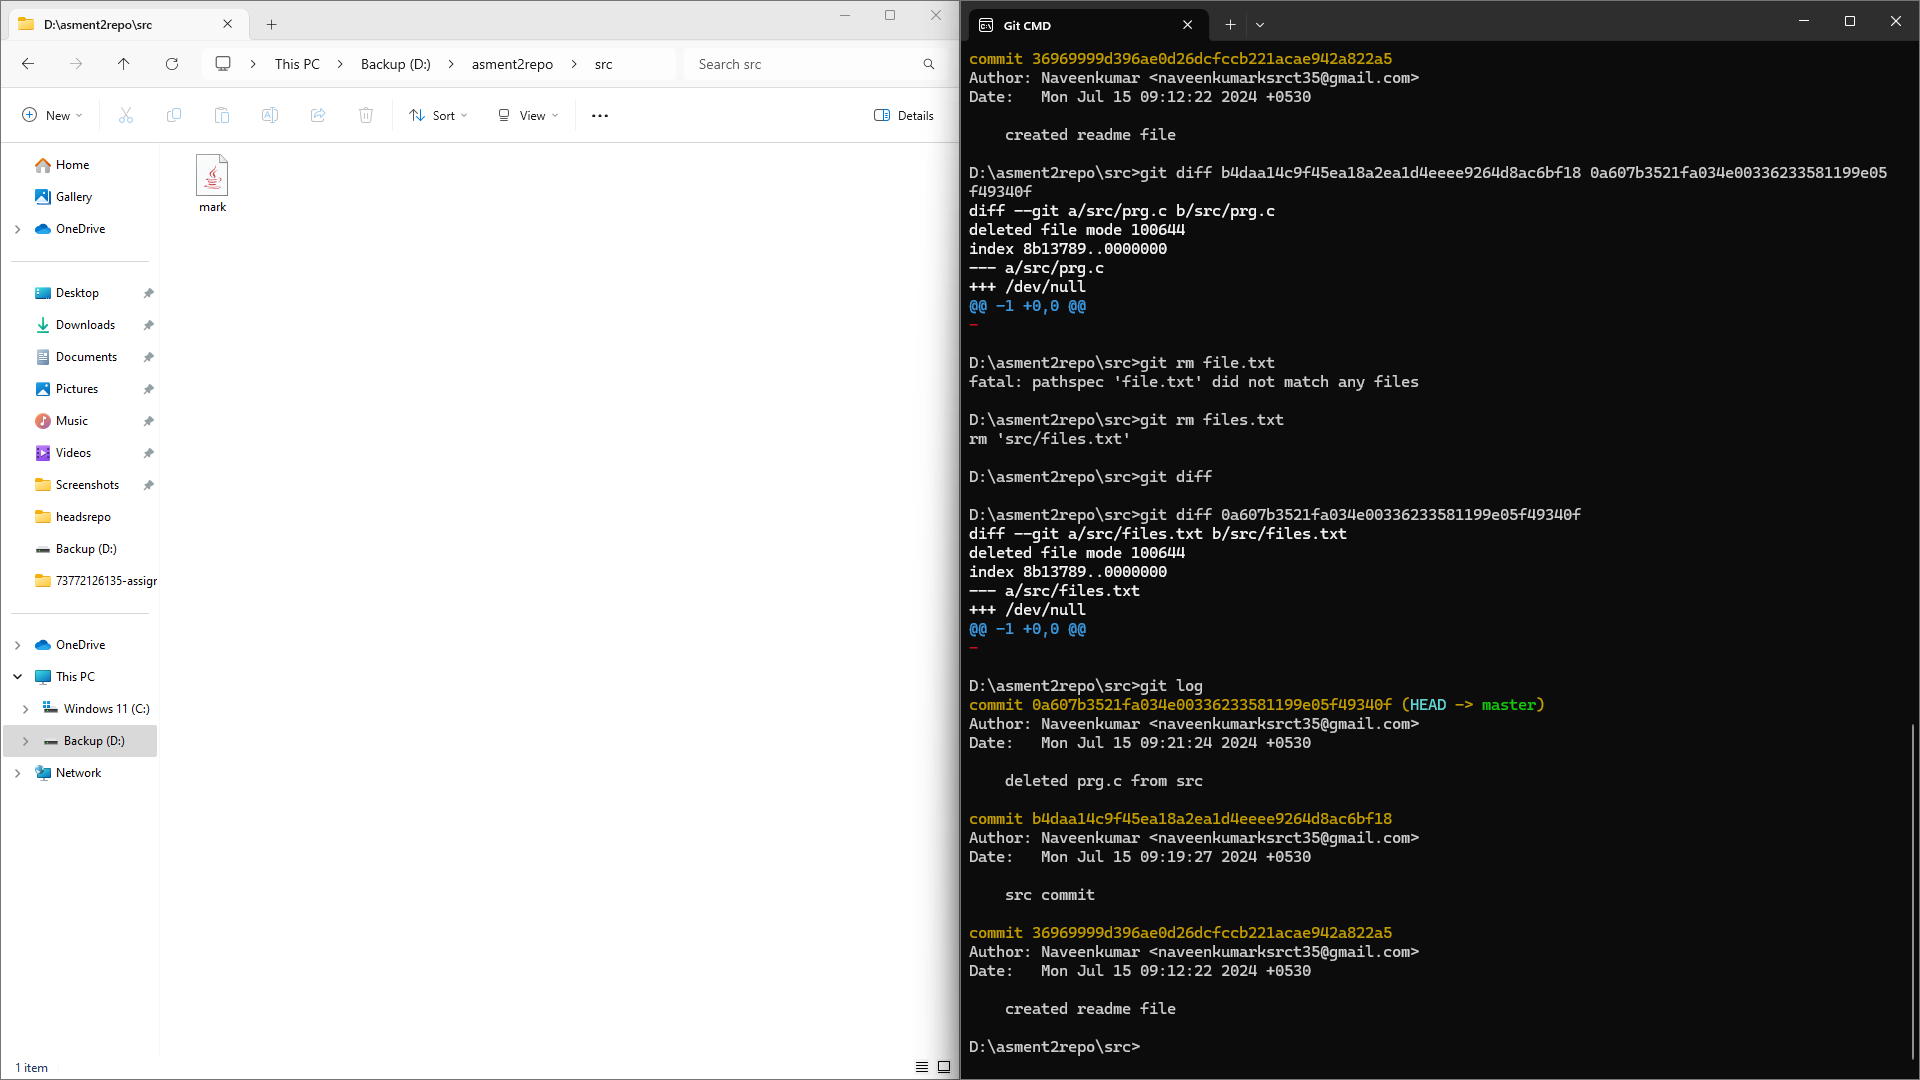 D:\asment2repo\src
This PC
Backup (D:)
asment2repo
src
Search src
New
Sort
View
Details
Home
Gallery
OneDrive
Desktop
Downloads
Documents
Pictures
Music
Videos
Screenshots
headsrepo
Backup (D:)
73772126135-assigr
OneDrive
This PC
Windows 11 (C:)
Backup (D:)
Network
mark
1 item
Git CMD
commit 36969999d396ae0d26dcfccb221acae942a822a5
Author: Naveenkumar <naveenkumarksrct35@gmail.com>
Date:   Mon Jul 15 09:12:22 2024 +0530
    created readme file
D:\asment2repo\src>git diff b4daa14c9f45ea18a2ea1d4eeee9264d8ac6bf18 0a607b3521fa034e00336233581199e05
f49340f
diff --git a/src/prg.c b/src/prg.c
deleted file mode 100644
index 8b13789..0000000
--- a/src/prg.c
+++ /dev/null
@@ -1 +0,0 @@
-
D:\asment2repo\src>git rm file.txt
fatal: pathspec 'file.txt' did not match any files
D:\asment2repo\src>git rm files.txt
rm 'src/files.txt'
D:\asment2repo\src>git diff
D:\asment2repo\src>git diff 0a607b3521fa034e00336233581199e05f49340f
diff --git a/src/files.txt b/src/files.txt
deleted file mode 100644
index 8b13789..0000000
--- a/src/files.txt
+++ /dev/null
@@ -1 +0,0 @@
-
D:\asment2repo\src>git log
commit 0a607b3521fa034e00336233581199e05f49340f (HEAD -> master)
Author: Naveenkumar <naveenkumarksrct35@gmail.com>
Date:   Mon Jul 15 09:21:24 2024 +0530
    deleted prg.c from src
commit b4daa14c9f45ea18a2ea1d4eeee9264d8ac6bf18
Author: Naveenkumar <naveenkumarksrct35@gmail.com>
Date:   Mon Jul 15 09:19:27 2024 +0530
    src commit
commit 36969999d396ae0d26dcfccb221acae942a822a5
Author: Naveenkumar <naveenkumarksrct35@gmail.com>
Date:   Mon Jul 15 09:12:22 2024 +0530
    created readme file
D:\asment2repo\src>